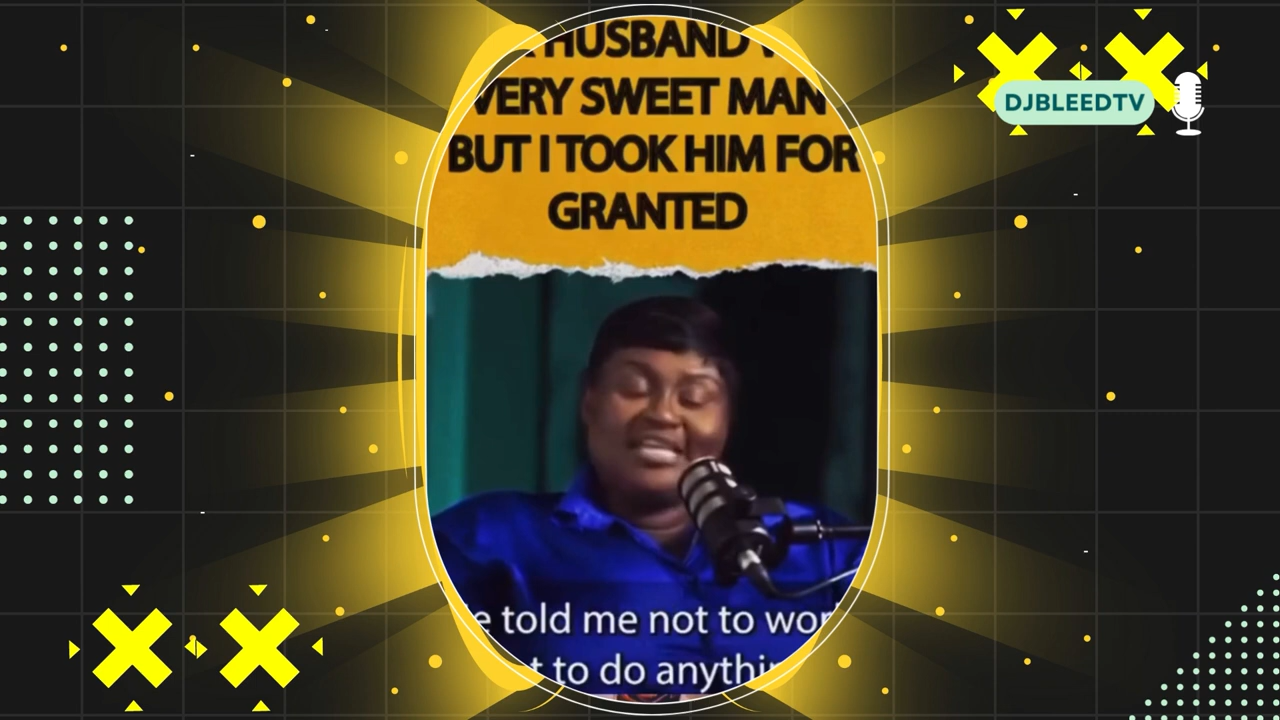 HUSBAND
VERY SWEET MAN
BUT I TOOK HIM FOR
GRANTED
DJBLEEDTV
told me not to
to do